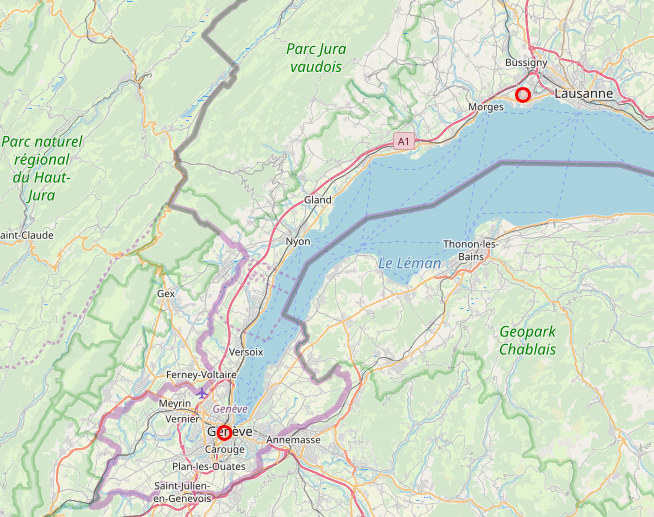 Parc Jura
vaudois
Bussigny
Lausanne
Morges
A1
Parc naturel
régional
du Haut-
Jura
Gland
aint-Claude
Nyon
Thonon-les-
Bains
Le Léman
Gex
Geopark
Chablais
Versoix
Ferney-Voltaire
Meyrin
Genève
Vernier
Genève
Carouge
Annemasse
Plan-les-Ouates
Saint-Julien-
en-Genevois